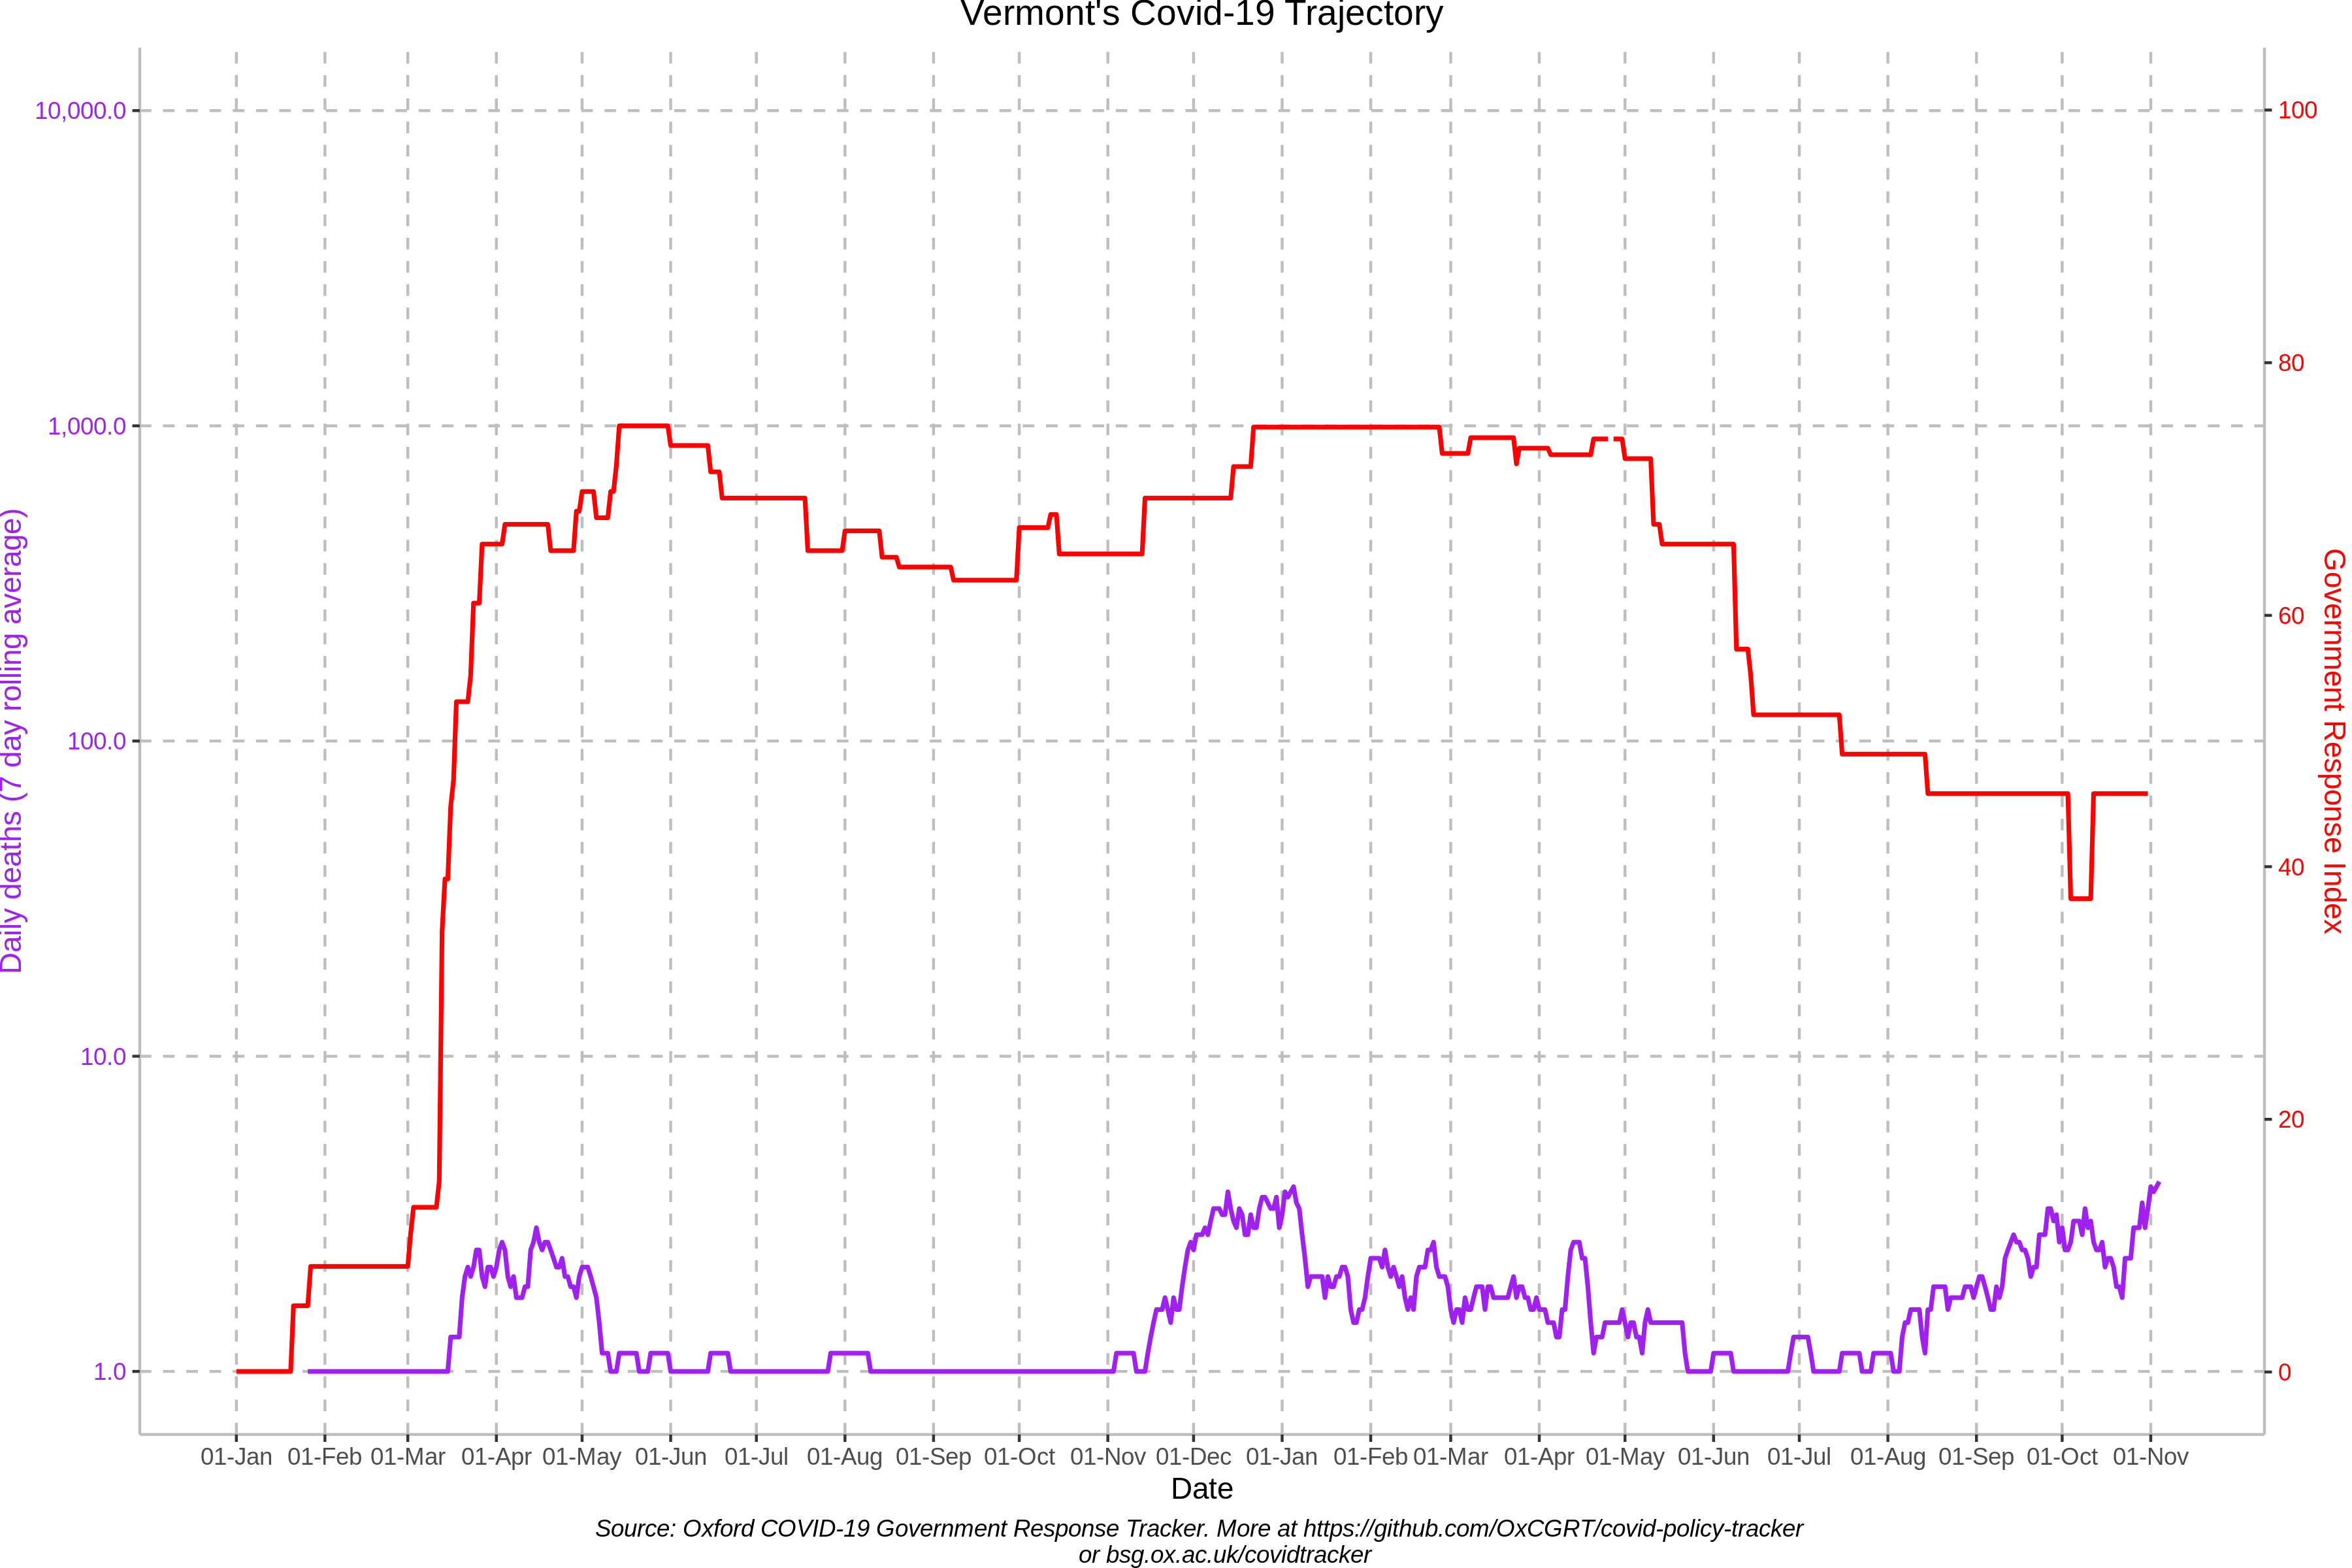 Vermont's Covid-19 Trajectory
Daily deaths (7 day rolling average)
10,000.0
1,000.0
100.0
10.0
1.0
100
80
60
40
20
0
Government Response Index
01-Jan 01-Feb 01-Mar 01-Apr 01-May 01-Jun 01-Jul 01-Aug 01-Sep 01-Oct 01-Nov 01-Dec 01-Jan 01-Feb 01-Mar 01-Apr 01-May 01-Jun 01-Jul 01-Aug 01-Sep 01-Oct 01-Nov
Date
Source: Oxford COVID-19 Government Response Tracker. More at https://github.com/OxCGRT/covid-policy-tracker
or bsg.ox.ac.uk/covidtracker